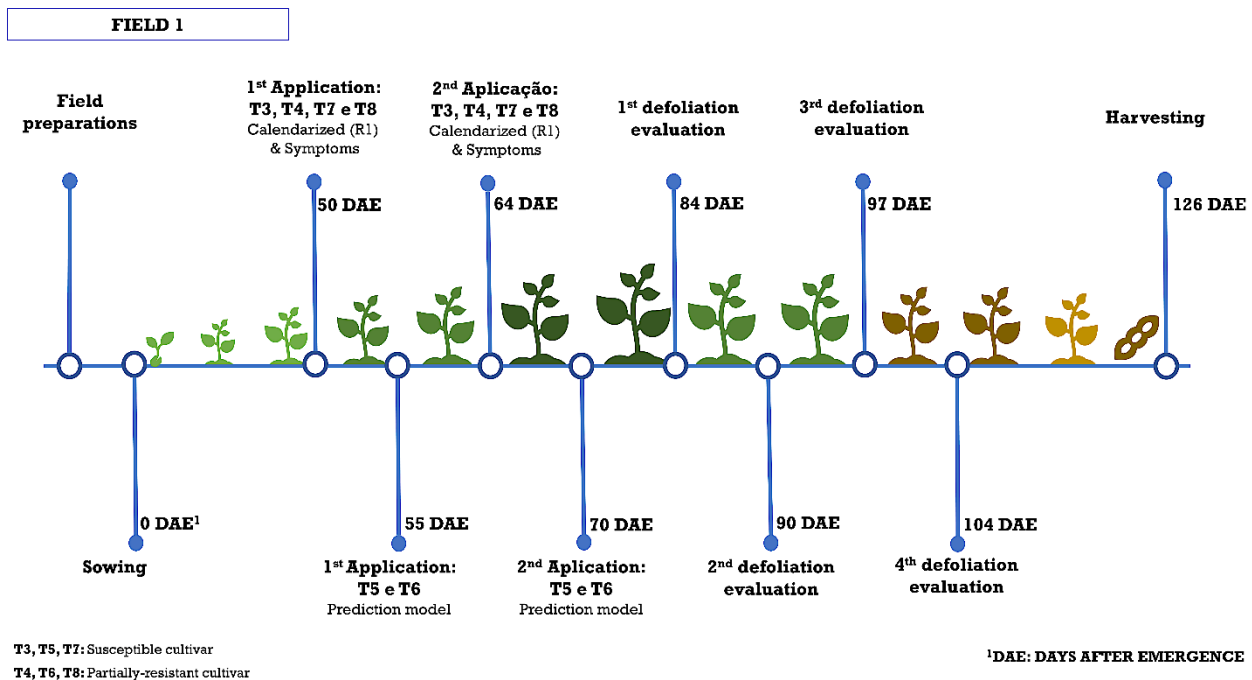 FIELD 1
Field
preparations
1st Application:
T3, T4, T7 e T8
Calendarized (R1)
& Symptoms
2nd Aplicação:
T3, T4, T7 e T8
Calendarized (R1)
& Symptoms
1st defoliation
evaluation
3rd defoliation
evaluation
Harvesting
50 DAE
64 DAE
84 DAE
97 DAE
126 DAE
0 DAE¹
55 DAE
70 DAE
90 DAE
104 DAE
Sowing
1st Application:
T5 e T6
Prediction model
2nd Aplication:
T5 e T6
Prediction model
2nd defoliation
evaluation
4th defoliation
evaluation
T3, T5, T7: Susceptible cultivar
T4, T6, T8: Partially-resistant cultivar
¹DAE: DAYS AFTER EMERGENCE